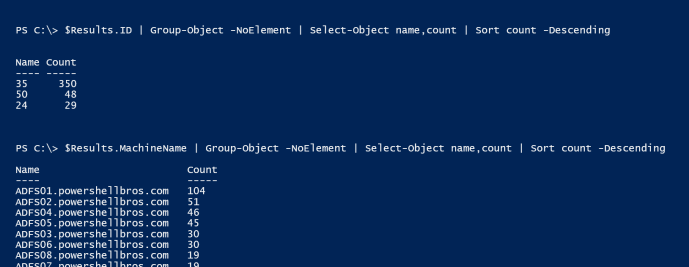 PS C:\> $Results.ID | Group-Object -NoElement | Select-Object name,count | Sort count -Descending
Name Count
---- -----
35 350
50 48
24 29
PS C:\> $Results.MachineName | Group-Object -NoElement | Select-Object name,count | Sort count -Descending
Name Count
---- -----
ADFS01.powershellbros.com 104
ADFS02.powershellbros.com 51
ADFS04.powershellbros.com 46
ADFS05.powershellbros.com 45
ADFS03.powershellbros.com 30
ADFS06.powershellbros.com 30
ADFS08.powershellbros.com 19
ADFS07.powershellbros.com 19